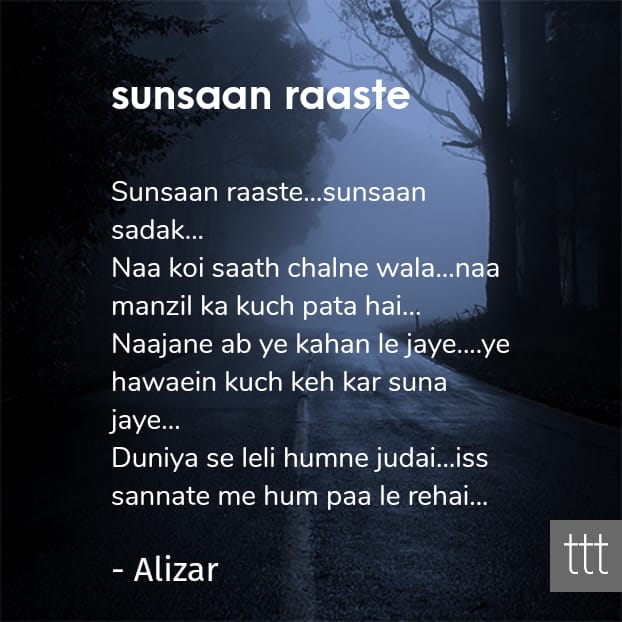 sunsaan raaste
Sunsaan raaste...sunsaan
sadak...
Naa koi saath chalne wala...naa
manzil ka kuch pata hai...
Naajane ab ye kahan le jaye....ye
hawaein kuch keh kar suna
jaye...
Duniya se leli humne judai...iss
sannate me hum paa le rehai...
- Alizar
ttt